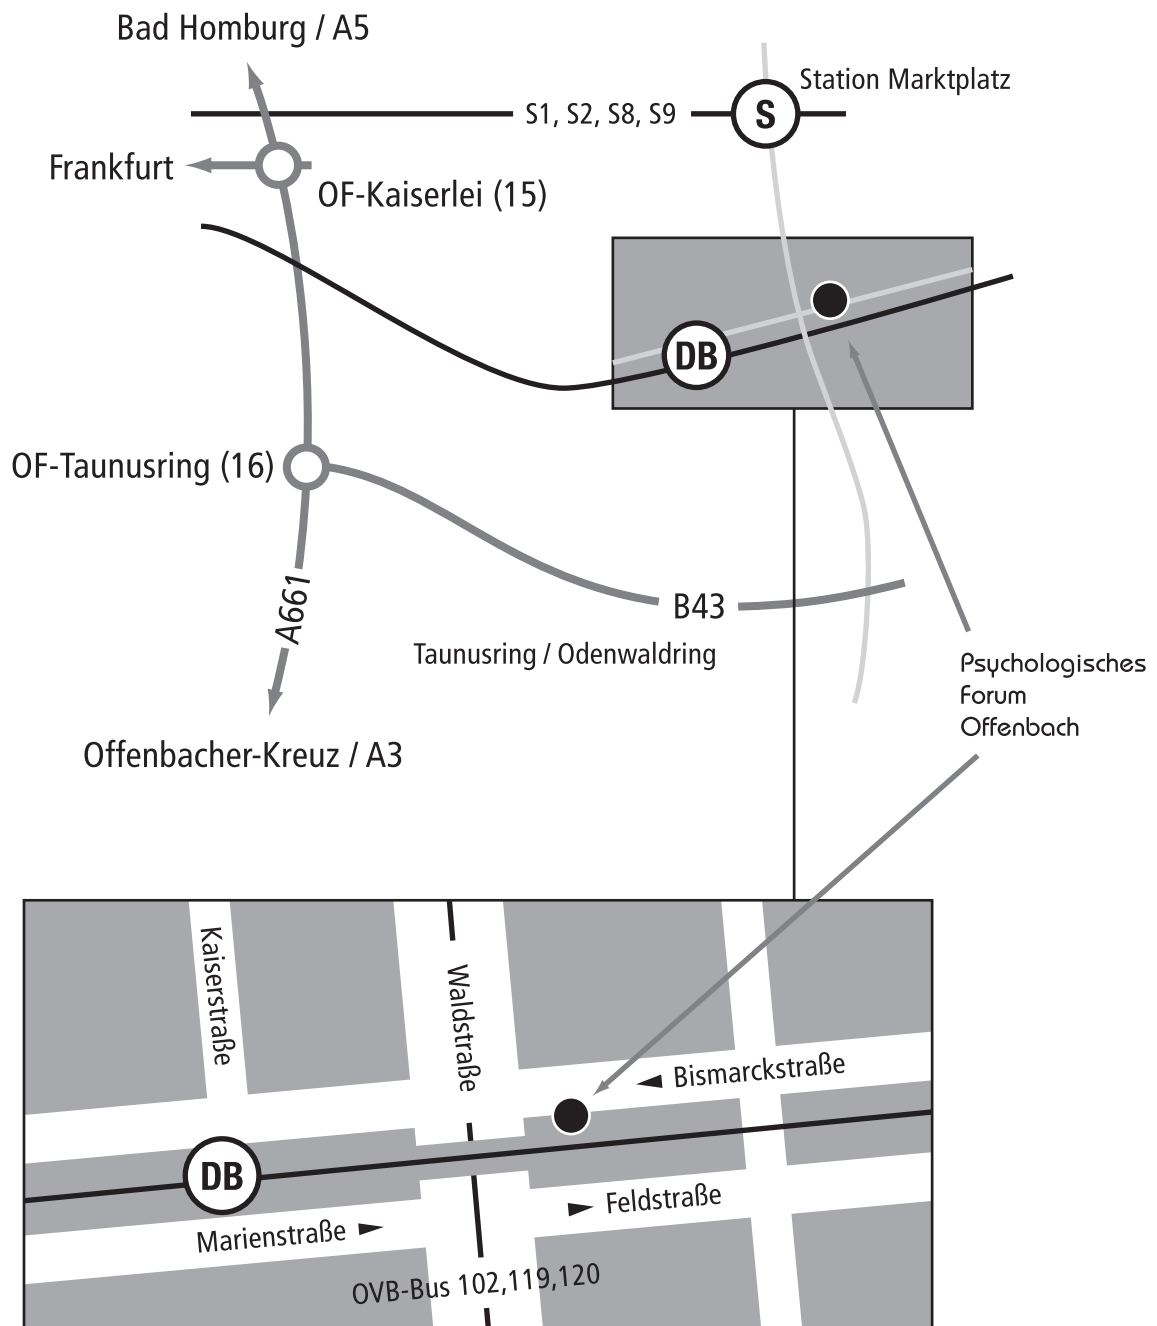 Bad Homburg / A5
Station Marktplatz
S1, S2, S8, S9
S
Frankfurt
OF-Kaiserlei (15)
DB
OF-Taunusring (16)
A661
B43
Taunusring / Odenwaldring
Psychologisches
Forum
Offenbach
Offenbacher-Kreuz / A3
Kaiserstraße
Waldstraße
Bismarckstraße
DB
Feldstraße
Marienstraße
OVB-Bus 102,119,120